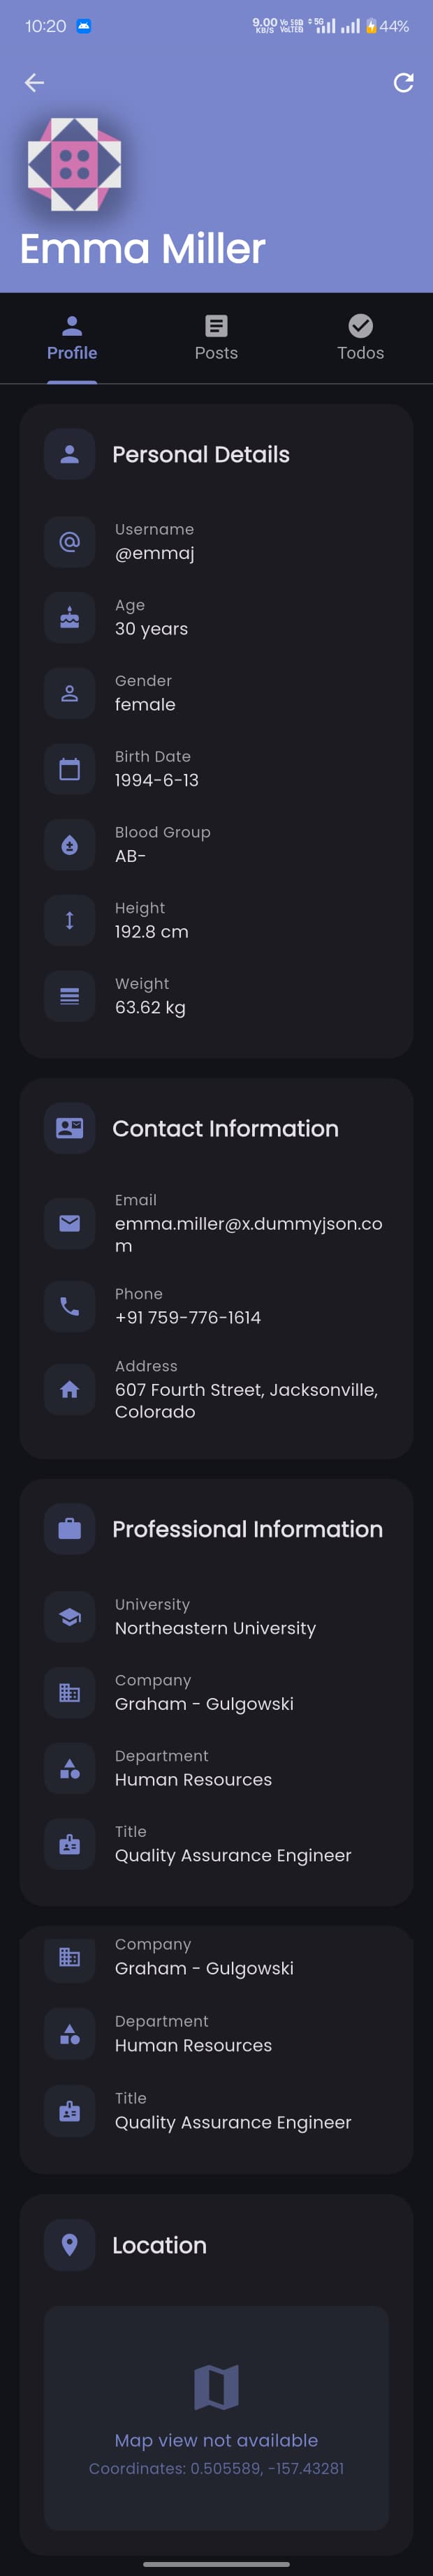 10:20
9.00 KB/S Vo 5G VoLTE2 5G 44%
Emma Miller
Profile Posts Todos
Personal Details
Username
@emmaj
Age
30 years
Gender
female
Birth Date
1994-6-13
Blood Group
AB-
Height
192.8 cm
Weight
63.62 kg
Contact Information
Email
emma.miller@x.dummyjson.co
m
Phone
+91 759-776-1614
Address
607 Fourth Street, Jacksonville,
Colorado
Professional Information
University
Northeastern University
Company
Graham - Gulgowski
Department
Human Resources
Title
Quality Assurance Engineer
Company
Graham - Gulgowski
Department
Human Resources
Title
Quality Assurance Engineer
Location
Map view not available
Coordinates: 0.505589, -157.43281